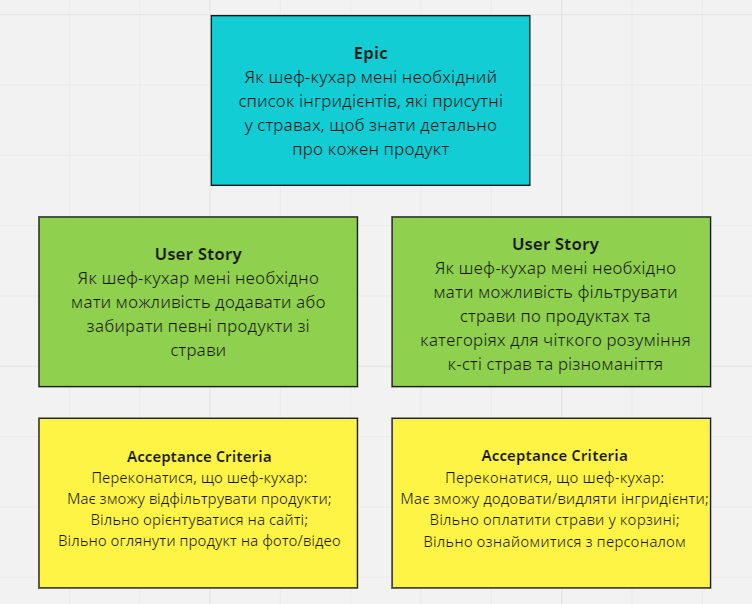 Epic
Як шеф-кухар мені необхідний
список інгридієнтів, які присутні
у стравах, щоб знати детально
про кожен продукт
User Story
Як шеф-кухар мені необхідно
мати можливість додавати або
забирати певні продукти зі
страви
User Story
Як шеф-кухар мені необхідно
мати можливість фільтрувати
страви по продуктах та
категоріях для чіткого розуміння
к-сті страв та різноманіття
Acceptance Criteria
Переконатися, що шеф-кухар:
Має зможу відфільтрувати продукти;
Вільно орієнтуватися на сайті;
Вільно оглянути продукт на фото/відео
Acceptance Criteria
Переконатися, що шеф-кухар:
Має зможу додовати/видляти інгридієнти;
Вільно оплатити страви у корзині;
Вільно ознайомитися з персоналом